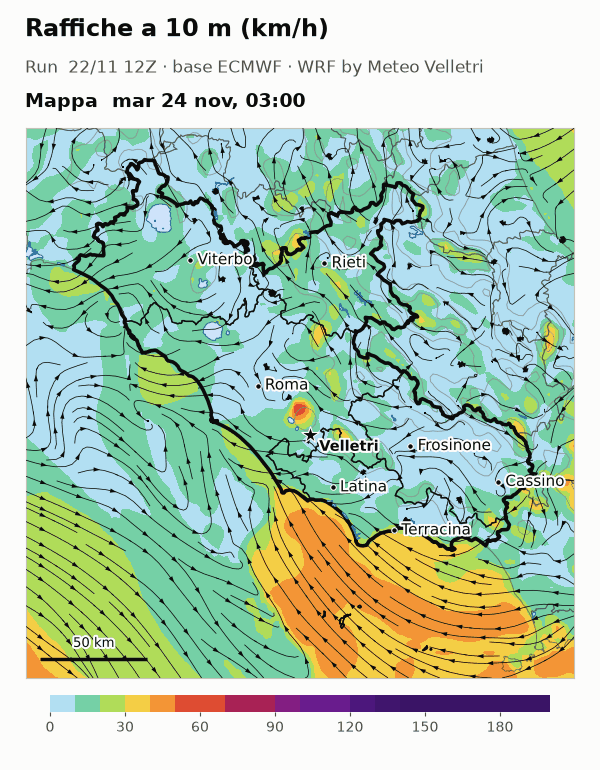 Raffiche a 10 m (km/h)
Run 22/11 12Z · base ECMWF · WRF by Meteo Velletri
Mappa mar 24 nov, 03:00
Viterbo
Rieti
Roma
Velletri
Frosinone
Latina
Cassino
Terracina
50 km
0 30 60 90 120 150 180